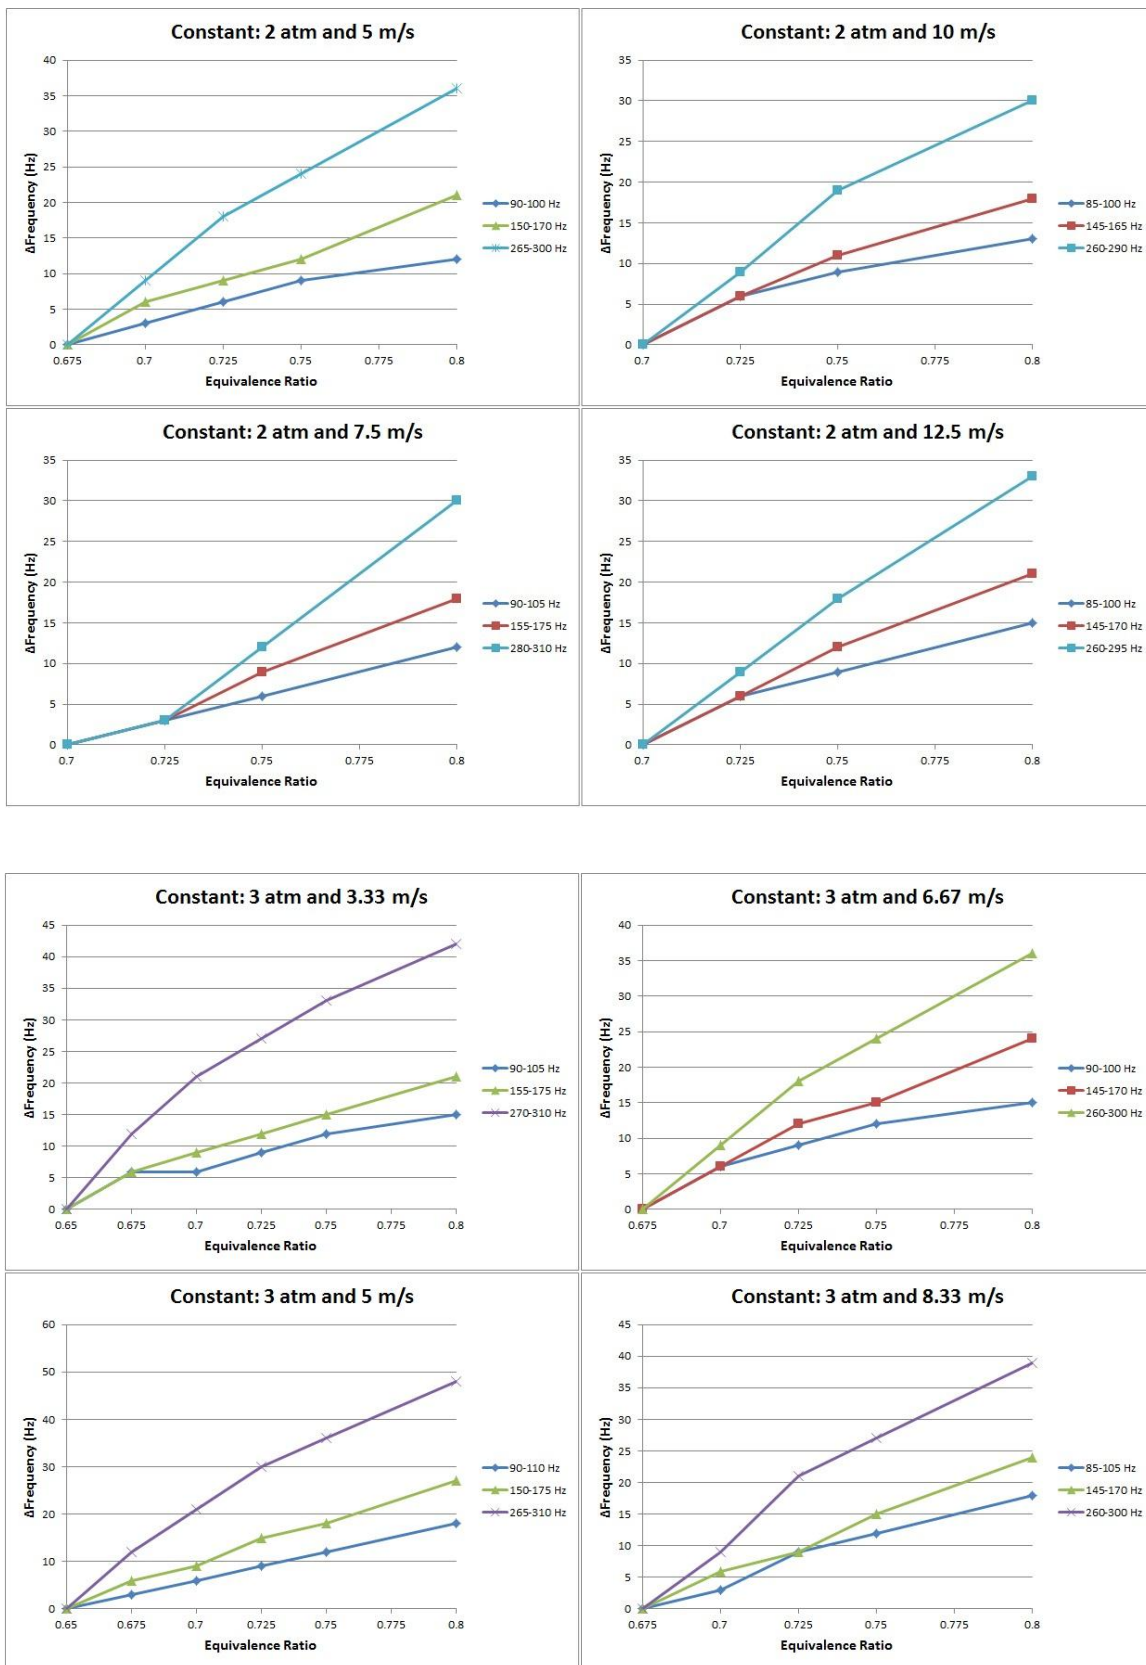 Constant: 2 atm and 5 m/s
40
35
30
25
20
15
10
5
0
ΔFrequency (Hz)
0.675
0.7
0.725
0.75
0.775
0.8
Equivalence Ratio
90-100 Hz
150-170 Hz
265-300 Hz
Constant: 2 atm and 10 m/s
35
30
25
20
15
10
5
0
ΔFrequency (Hz)
0.7
0.725
0.75
0.775
0.8
Equivalence Ratio
85-100 Hz
145-165 Hz
260-290 Hz
Constant: 2 atm and 7.5 m/s
35
30
25
20
15
10
5
0
ΔFrequency (Hz)
0.7
0.725
0.75
0.775
0.8
Equivalence Ratio
90-105 Hz
155-175 Hz
280-310 Hz
Constant: 2 atm and 12.5 m/s
35
30
25
20
15
10
5
0
ΔFrequency (Hz)
0.7
0.725
0.75
0.775
0.8
Equivalence Ratio
85-100 Hz
145-170 Hz
260-295 Hz
Constant: 3 atm and 3.33 m/s
45
40
35
30
25
20
15
10
5
0
ΔFrequency (Hz)
0.65
0.675
0.7
0.725
0.75
0.775
0.8
Equivalence Ratio
90-105 Hz
155-175 Hz
270-310 Hz
Constant: 3 atm and 6.67 m/s
40
35
30
25
20
15
10
5
0
ΔFrequency (Hz)
0.675
0.7
0.725
0.75
0.775
0.8
Equivalence Ratio
90-100 Hz
145-170 Hz
260-300 Hz
Constant: 3 atm and 5 m/s
60
50
40
30
20
10
0
ΔFrequency (Hz)
0.65
0.675
0.7
0.725
0.75
0.775
0.8
Equivalence Ratio
90-110 Hz
150-175 Hz
265-310 Hz
Constant: 3 atm and 8.33 m/s
45
40
35
30
25
20
15
10
5
0
ΔFrequency (Hz)
0.675
0.7
0.725
0.75
0.775
0.8
Equivalence Ratio
85-105 Hz
145-170 Hz
260-300 Hz